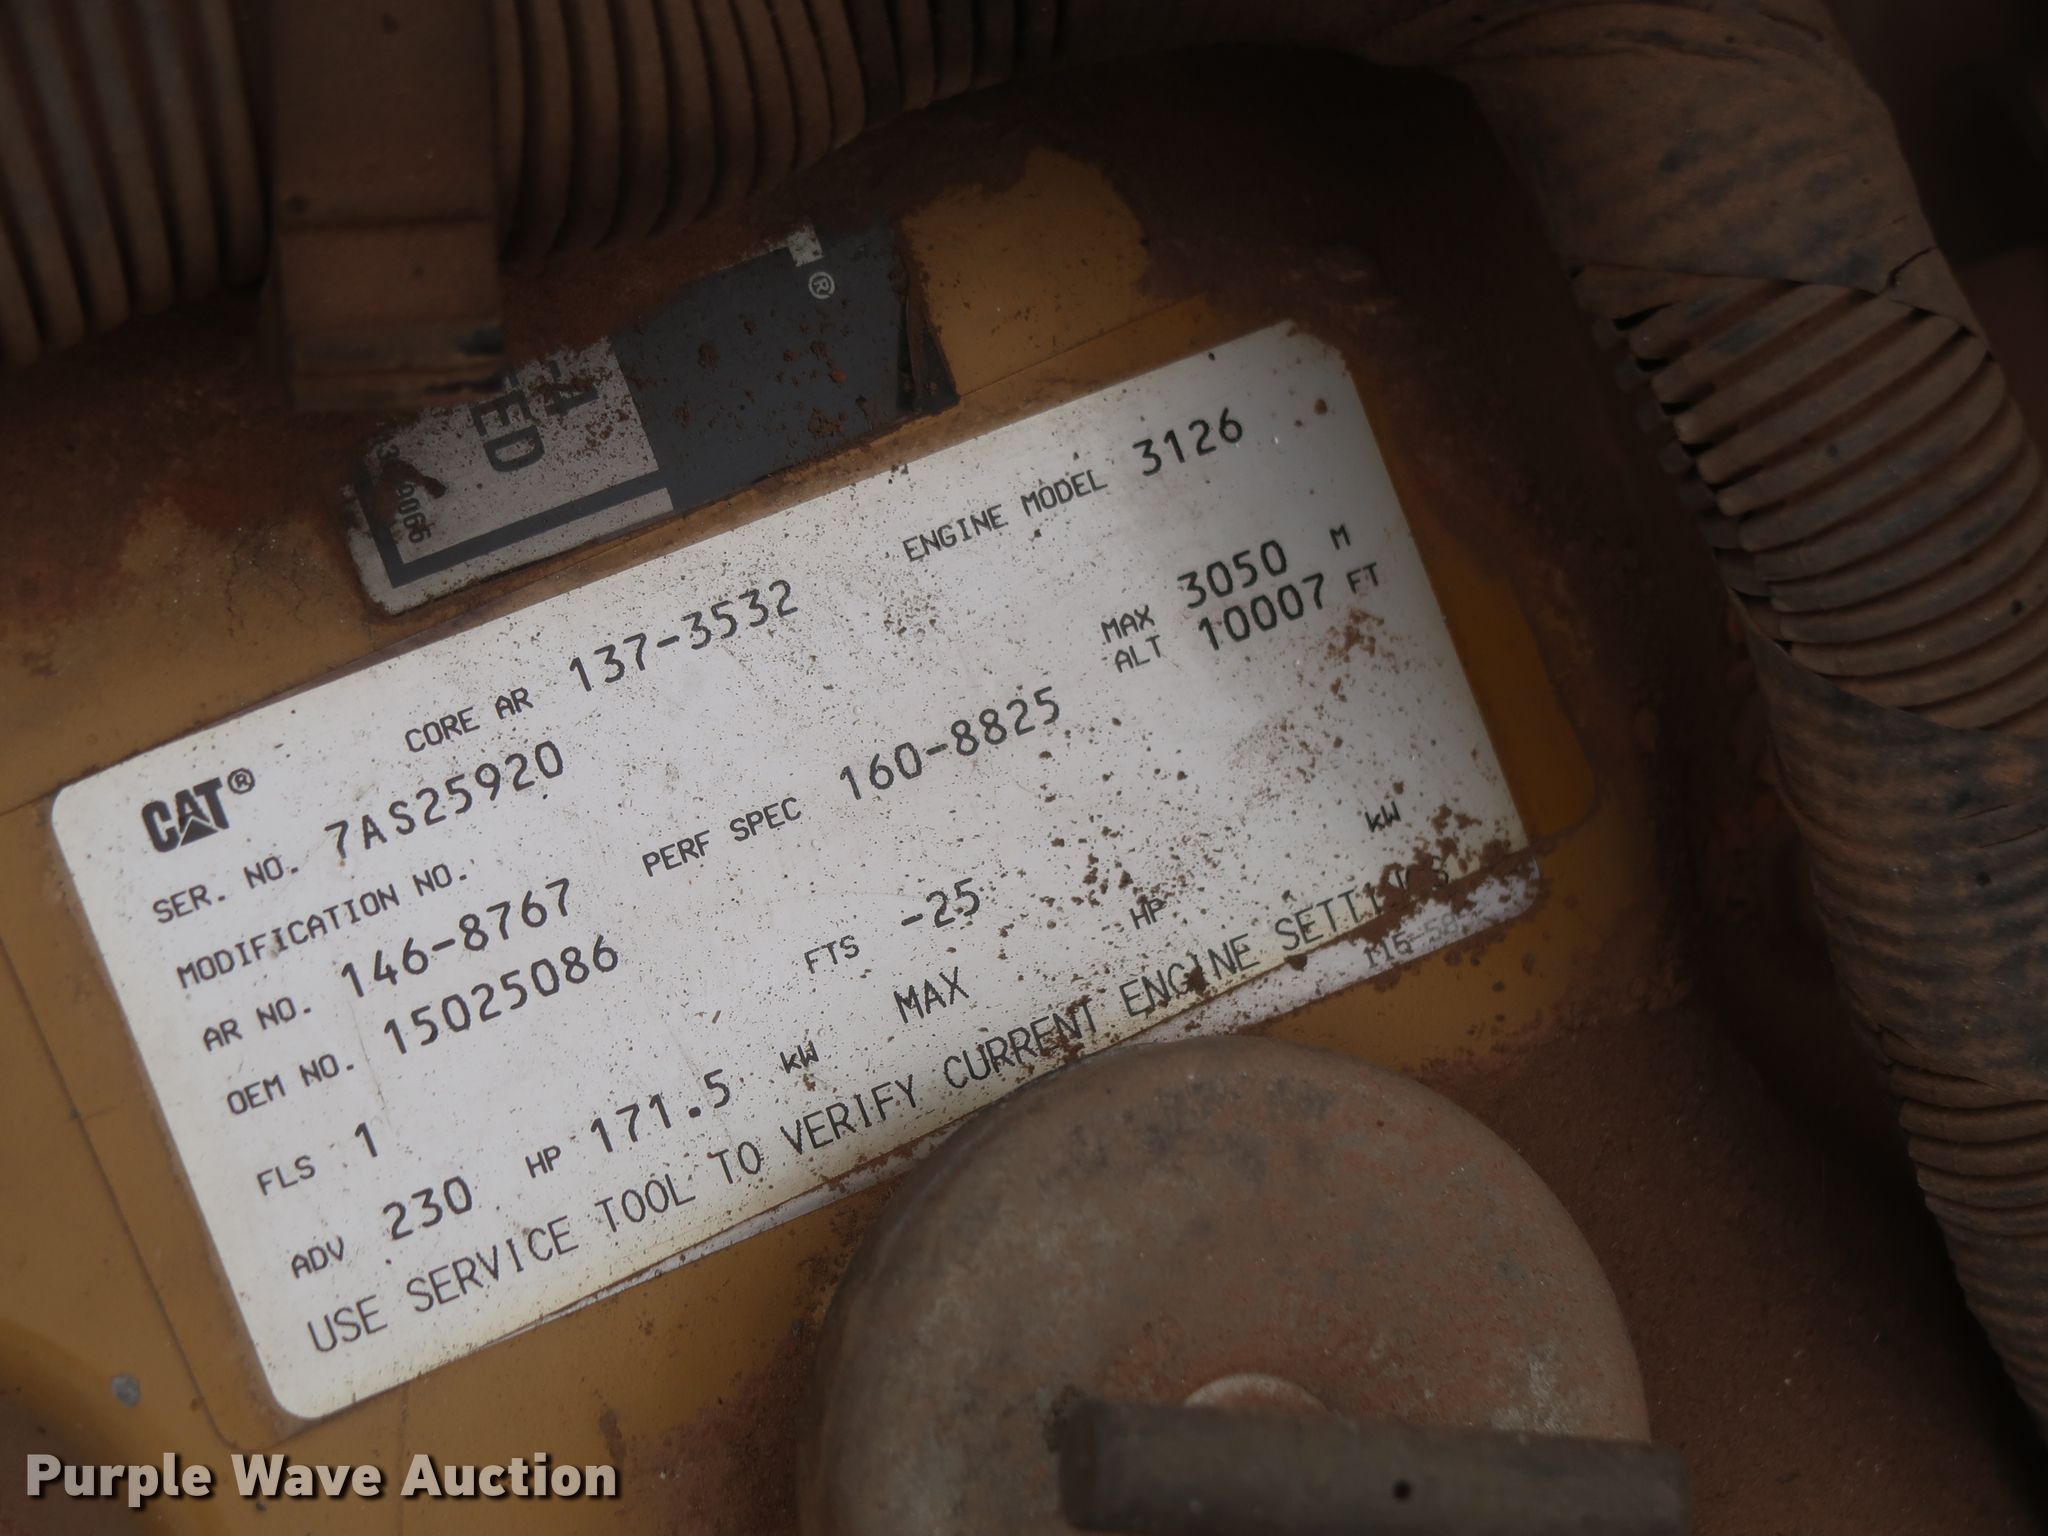 ®
ED
CAT®
CORE AR 137-3532 ENGINE MODEL 3126
SER. NO. 7AS25920
MODIFICATION NO. PERF SPEC 160-8825 MAX ALT 3050 M 10007 FT
AR NO. 146-8767
OEM NO. 15025086 FTS -25 HP kW
FLS 1
ADV 230 HP 171.5 kW MAX
USE SERVICE TOOL TO VERIFY CURRENT ENGINE SETTINGS
Purple Wave Auction